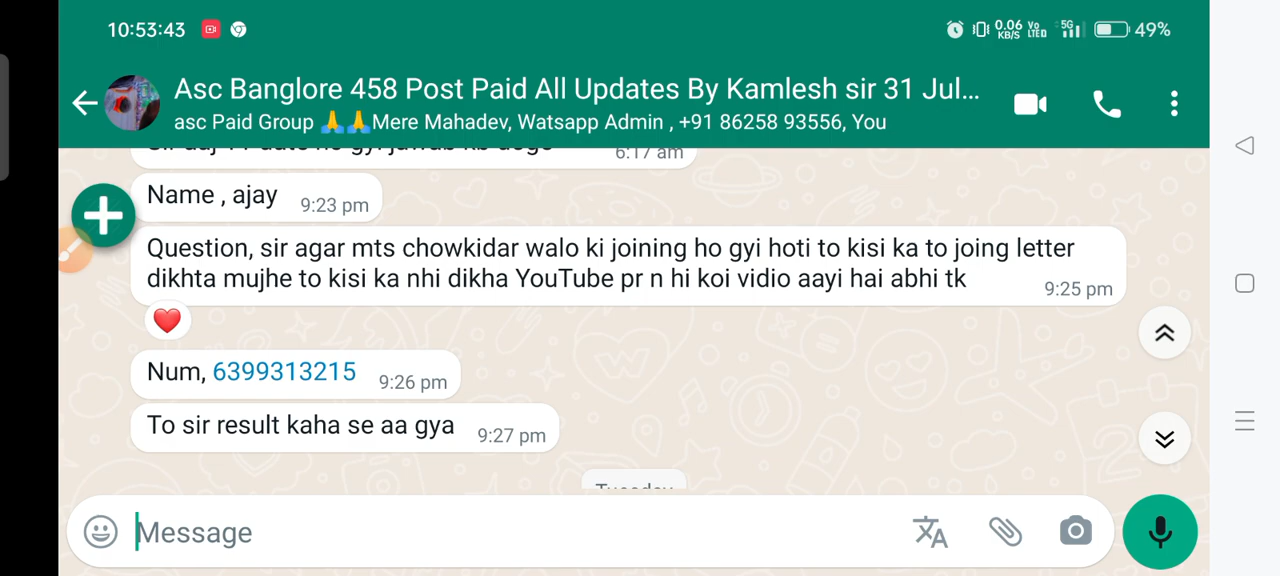 10:53:43 0.06 KB/S Vo LTE 5G 49%
Asc Banglore 458 Post Paid All Updates By Kamlesh sir 31 Jul...
asc Paid Group 🙏🙏Mere Mahadev, Watsapp Admin , +91 86258 93556, You
6:17 am
Name , ajay 9:23 pm
Question, sir agar mts chowkidar walo ki joining ho gyi hoti to kisi ka to joing letter
dikhta mujhe to kisi ka nhi dikha YouTube pr n hi koi vidio aayi hai abhi tk 9:25 pm
Num, 6399313215 9:26 pm
To sir result kaha se aa gya 9:27 pm
Tuesday
Message